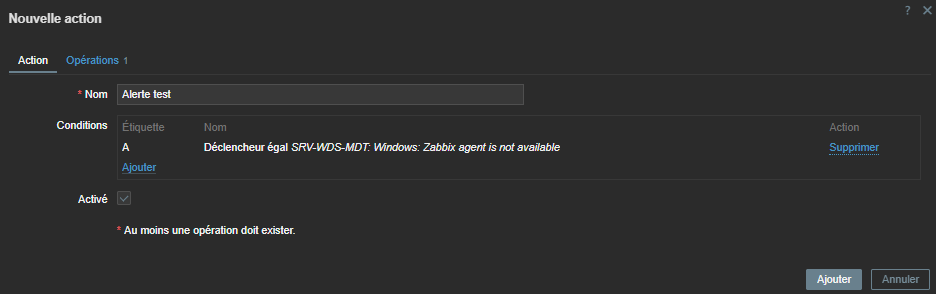 Nouvelle action
? ×
Action Opérations 1
* Nom Alerte test
Conditions Étiquette Nom Action
A Déclencheur égal SRV-WDS-MDT: Windows: Zabbix agent is not available Supprimer
Ajouter
Activé
* Au moins une opération doit exister.
Ajouter Annuler